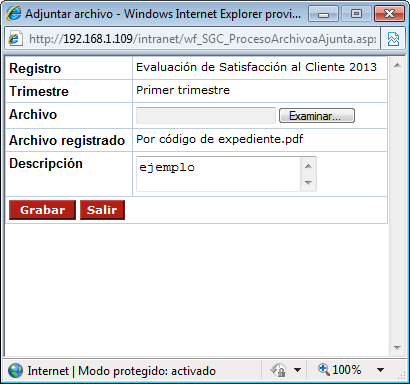 Adjuntar archivo - Windows Internet Explorer provi...
http://192.168.1.109/intranet/wf_SGC_ProcesoArchivoaAjunta.aspx
Registro Evaluación de Satisfacción al Cliente 2013
Trimestre Primer trimestre
Archivo Examinar...
Archivo registrado Por código de expediente.pdf
Descripción ejemplo
Grabar Salir
Internet | Modo protegido: activado 100%